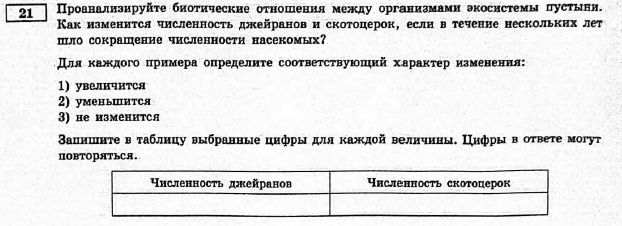 21 Проанализируйте биотические отношения между организмами экосистемы пустыни.
Как изменится численность джейранов и скотоцерок, если в течение нескольких лет
шло сокращение численности насекомых?
Для каждого примера определите соответствующий характер изменения:
1) увеличится
2) уменьшится
3) не изменится
Запишите в таблицу выбранные цифры для каждой величины. Цифры в ответе могут
повторяться.
Численность джейранов Численность скотоцерок